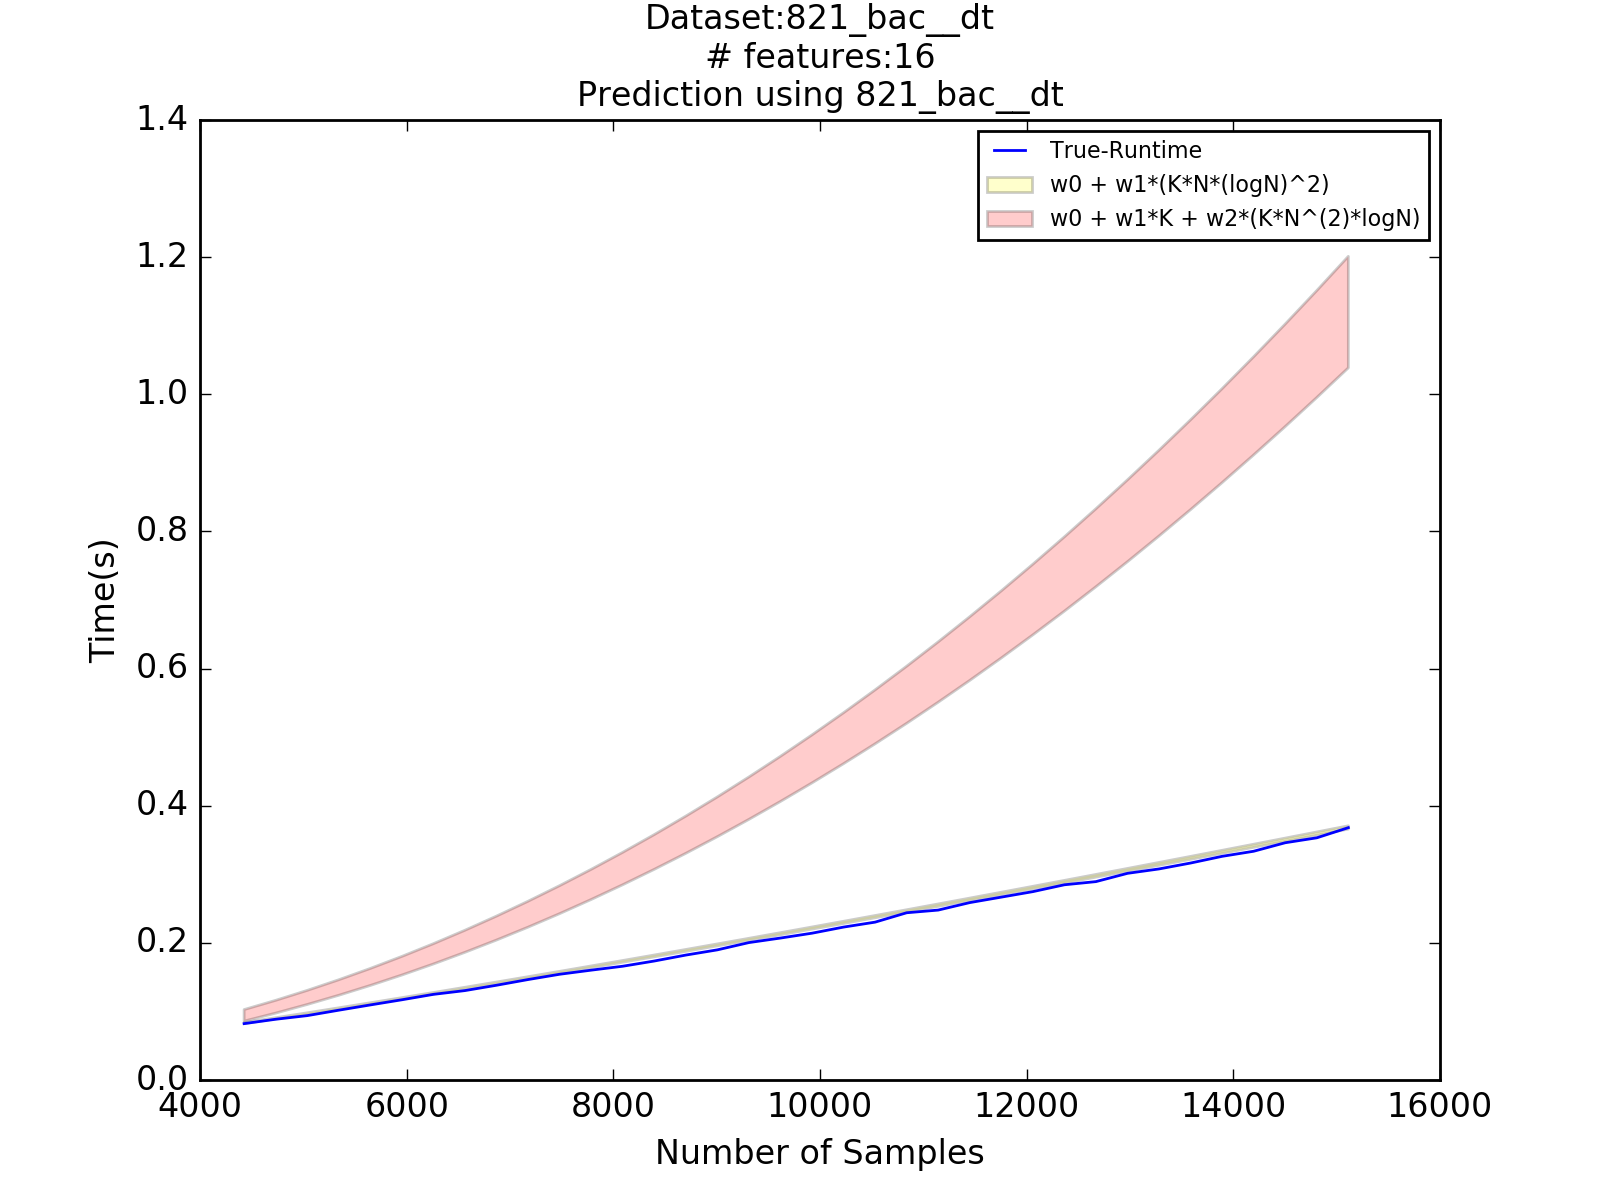 Dataset:821_bac__dt
# features:16
Prediction using 821_bac__dt
1.4
1.2
1.0
0.8
0.6
0.4
0.2
0.0
Time(s)
True-Runtime
w0 + w1*(K*N*(logN)^2)
w0 + w1*K + w2*(K*N^(2)*logN)
4000 6000 8000 10000 12000 14000 16000
Number of Samples